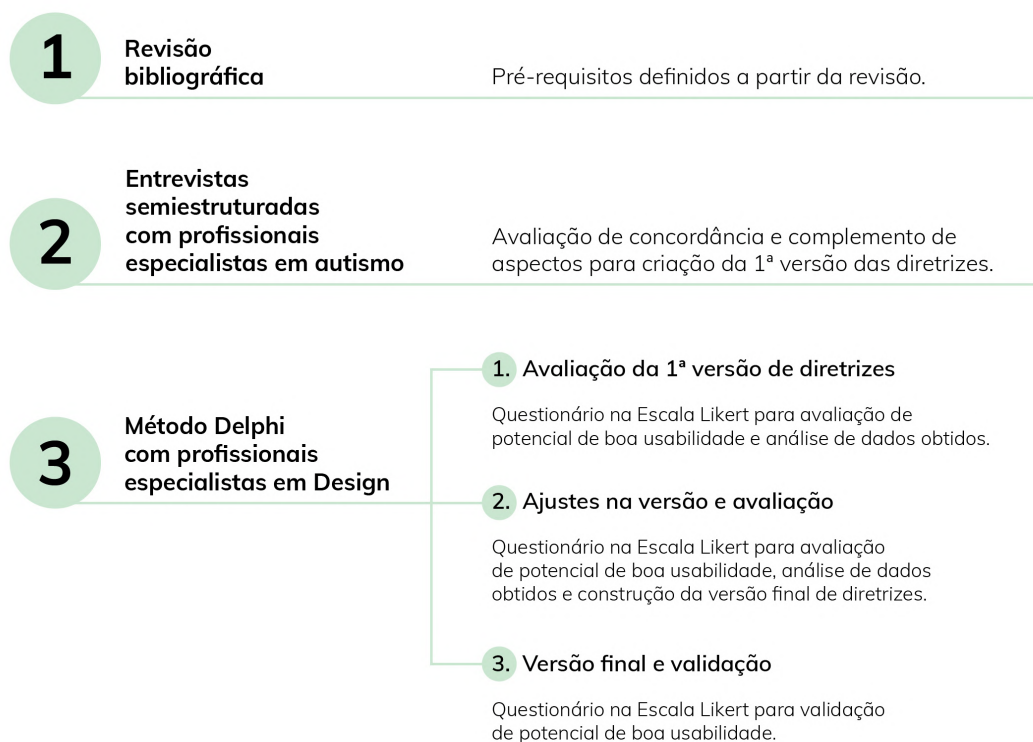 1
Revisão
bibliográfica
Pré-requisitos definidos a partir da revisão.
2
Entrevistas
semiestruturadas
com profissionais
especialistas em autismo
Avaliação de concordância e complemento de
aspectos para criação da 1ª versão das diretrizes.
3
Método Delphi
com profissionais
especialistas em Design
1. Avaliação da 1ª versão de diretrizes
Questionário na Escala Likert para avaliação de
potencial de boa usabilidade e análise de dados obtidos.
2. Ajustes na versão e avaliação
Questionário na Escala Likert para avaliação
de potencial de boa usabilidade, análise de dados
obtidos e construção da versão final de diretrizes.
3. Versão final e validação
Questionário na Escala Likert para validação
de potencial de boa usabilidade.